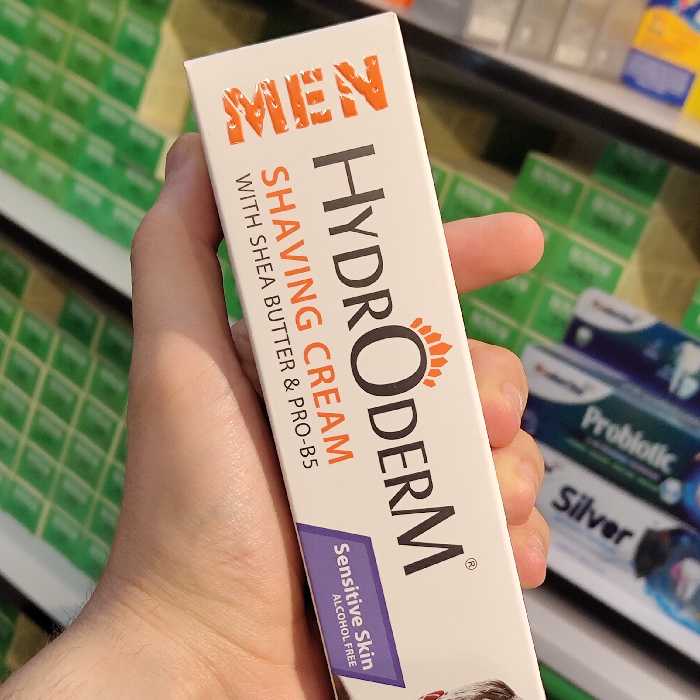 MEN
HYDRODERM®
SHAVING CREAM
WITH SHEA BUTTER & PRO-B5
Sensitive Skin
ALCOHOL FREE
Probiotic
Silver